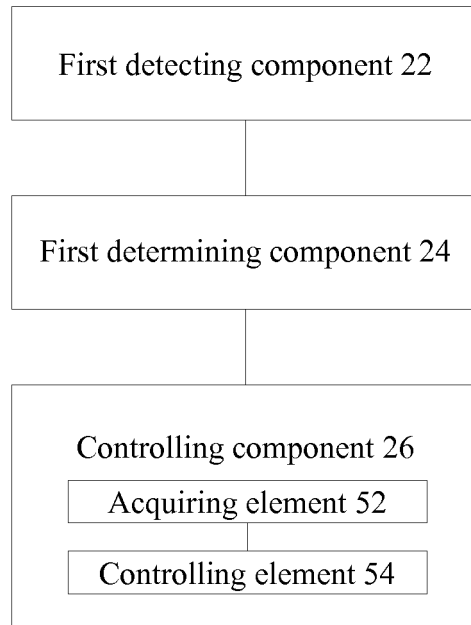 First detecting component 22
First determining component 24
Controlling component 26
Acquiring element 52
Controlling element 54